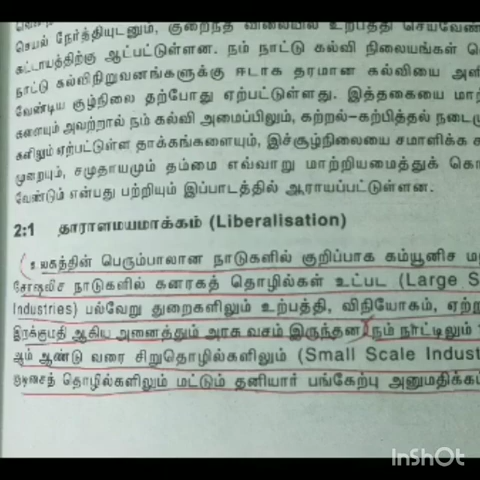 செயல் நேர்த்தியுடனும், குறைந்த விலையில் உற்பத்தி செய்வேண்
கட்டாயத்திற்கு ஆட்பட்டுள்ளன. நம் நாட்டு கல்வி நிலையங்கள்
நாட்டு கல்விநிறுவனங்களுக்கு ஈடாக தரமான கல்வியை அளி
வேண்டிய சூழ்நிலை தற்போது ஏற்பட்டுள்ளது. இத்தகையை மாற்
களையும் அவற்றால் நம் கல்வி அமைப்பிலும், கற்றல்-கற்பித்தல் நடைமு
களிலும் ஏற்பட்டுள்ள தாக்கங்களையும், இச்சூழ்நிலையை சமாளிக்க க
முறையும், சமுதாயமும் தம்மை எவ்வாறு மாற்றியமைத்துக் கொ
வேண்டும் என்பது பற்றியும் இப்பாடத்தில் ஆராயப்பட்டுள்ளன.
2:1 தாராளமயமாக்கம் (Liberalisation)
உலகத்தின் பெரும்பாலான நாடுகளில் குறிப்பாக கம்யூனிச மற்
சோஷலிச நாடுகளில் கனரகத் தொழில்கள் உட்பட (Large S
Industries) பல்வேறு துறைகளிலும் உற்பத்தி, விநியோகம், ஏற்று
இறக்குமதி ஆகிய அனைத்தும் அரசு வசம் இருந்தன. நம் நாட்டிலும்
ஆம் ஆண்டு வரை சிறுதொழில்களிலும் (Small Scale Indust
குடிசைத் தொழில்களிலும் மட்டும் தனியார் பங்கேற்பு அனுமதிக்கப்
InShOt